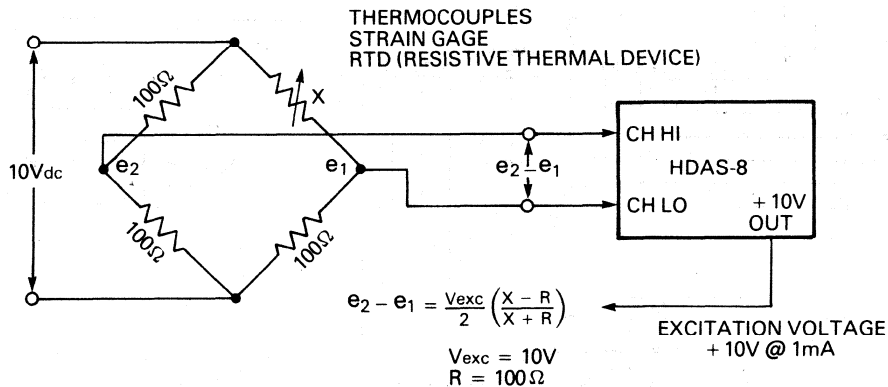 THERMOCOUPLES
STRAIN GAGE
RTD (RESISTIVE THERMAL DEVICE)
100Ω
X
10Vdc
e2
e1
100Ω
100Ω
e2 – e1
CH HI
HDAS-8
CH LO
+ 10V
OUT
e2 – e1 = Vexc/2 (X – R / X + R)
Vexc = 10V
R = 100Ω
EXCITATION VOLTAGE
+ 10V @ 1mA